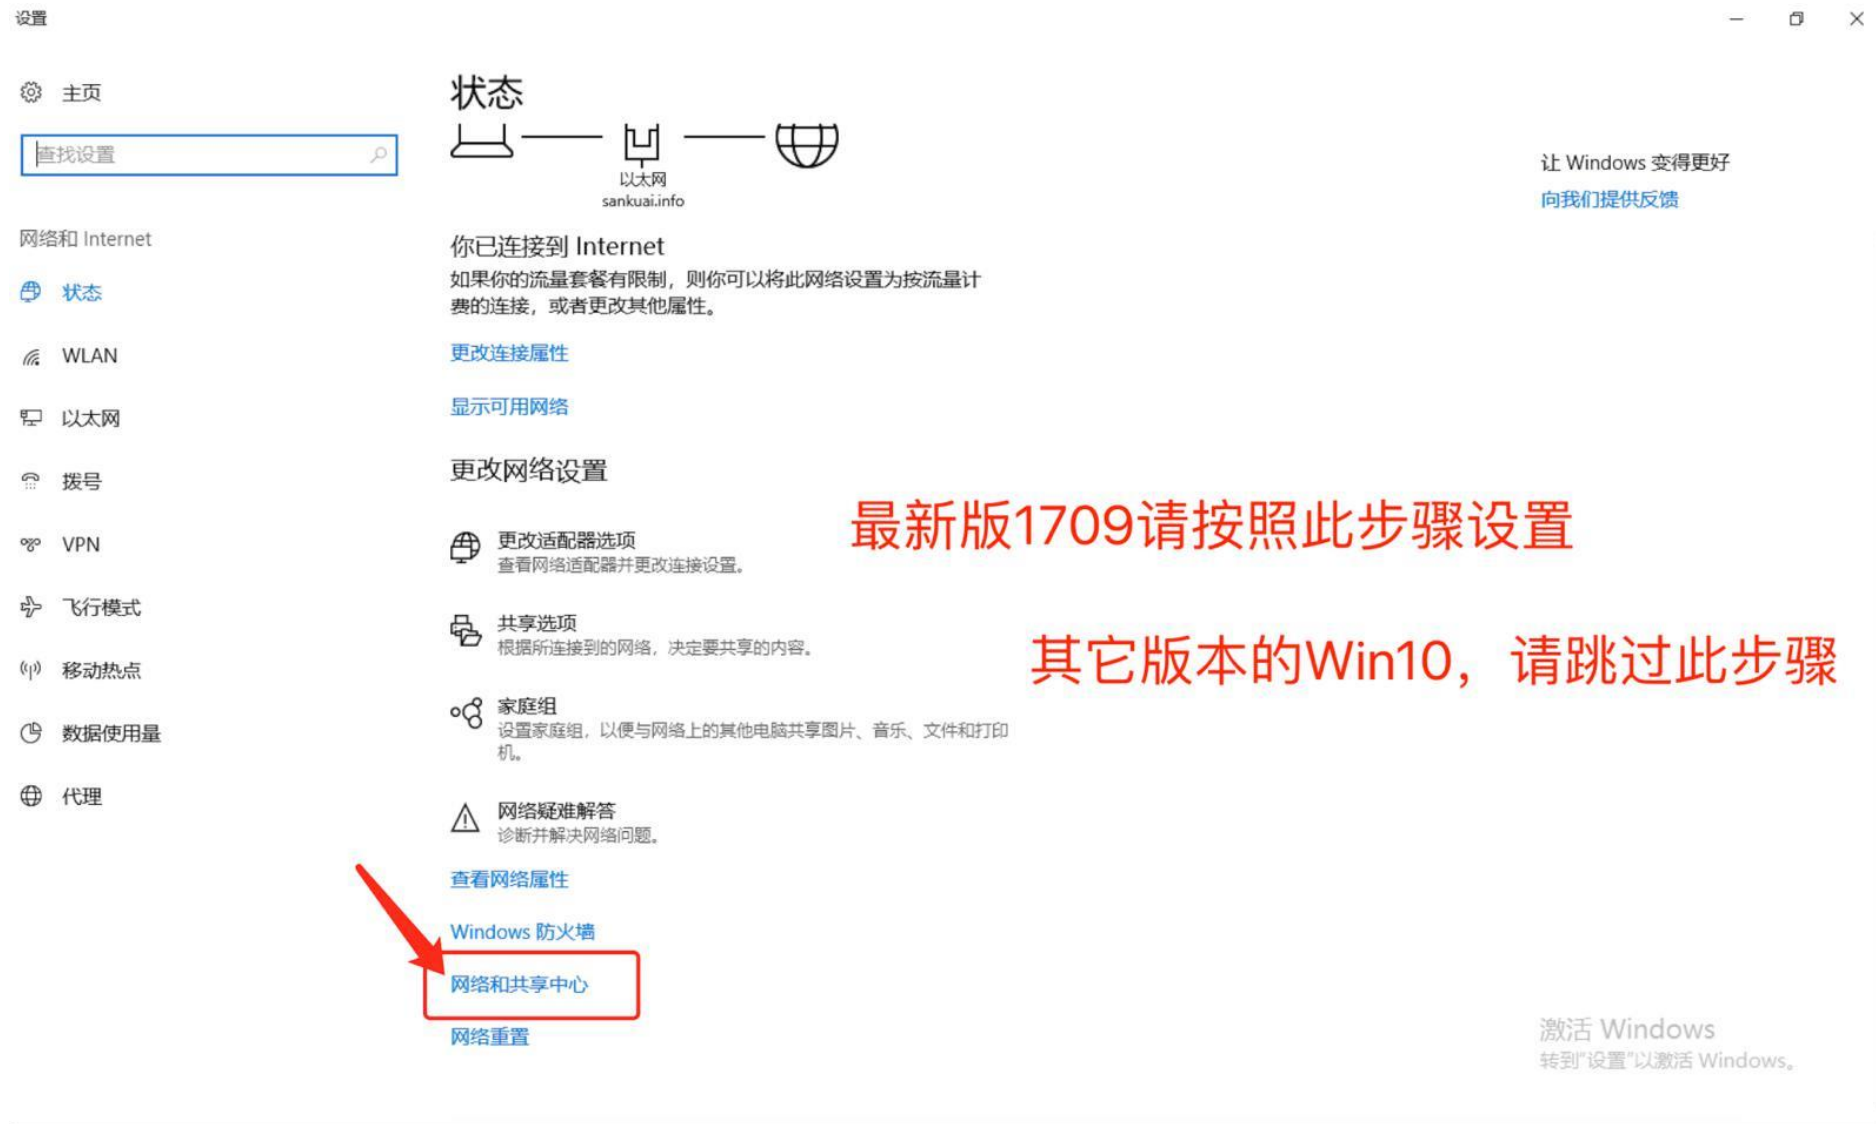 设置
主页
查找设置
网络和 Internet
状态
WLAN
以太网
拨号
VPN
飞行模式
移动热点
数据使用量
代理
状态
以太网
sankuai.info
你已连接到 Internet
如果你的流量套餐有限制，则你可以将此网络设置为按流量计
费的连接，或者更改其他属性。
更改连接属性
显示可用网络
更改网络设置
更改适配器选项
查看网络适配器并更改连接设置。
共享选项
根据所连接到的网络，决定要共享的内容。
家庭组
设置家庭组，以便与网络上的其他电脑共享图片、音乐、文件和打印
机。
网络疑难解答
诊断并解决网络问题。
查看网络属性
Windows 防火墙
网络和共享中心
网络重置
最新版1709请按照此步骤设置
其它版本的Win10，请跳过此步骤
让 Windows 变得更好
向我们提供反馈
激活 Windows
转到"设置"以激活 Windows。